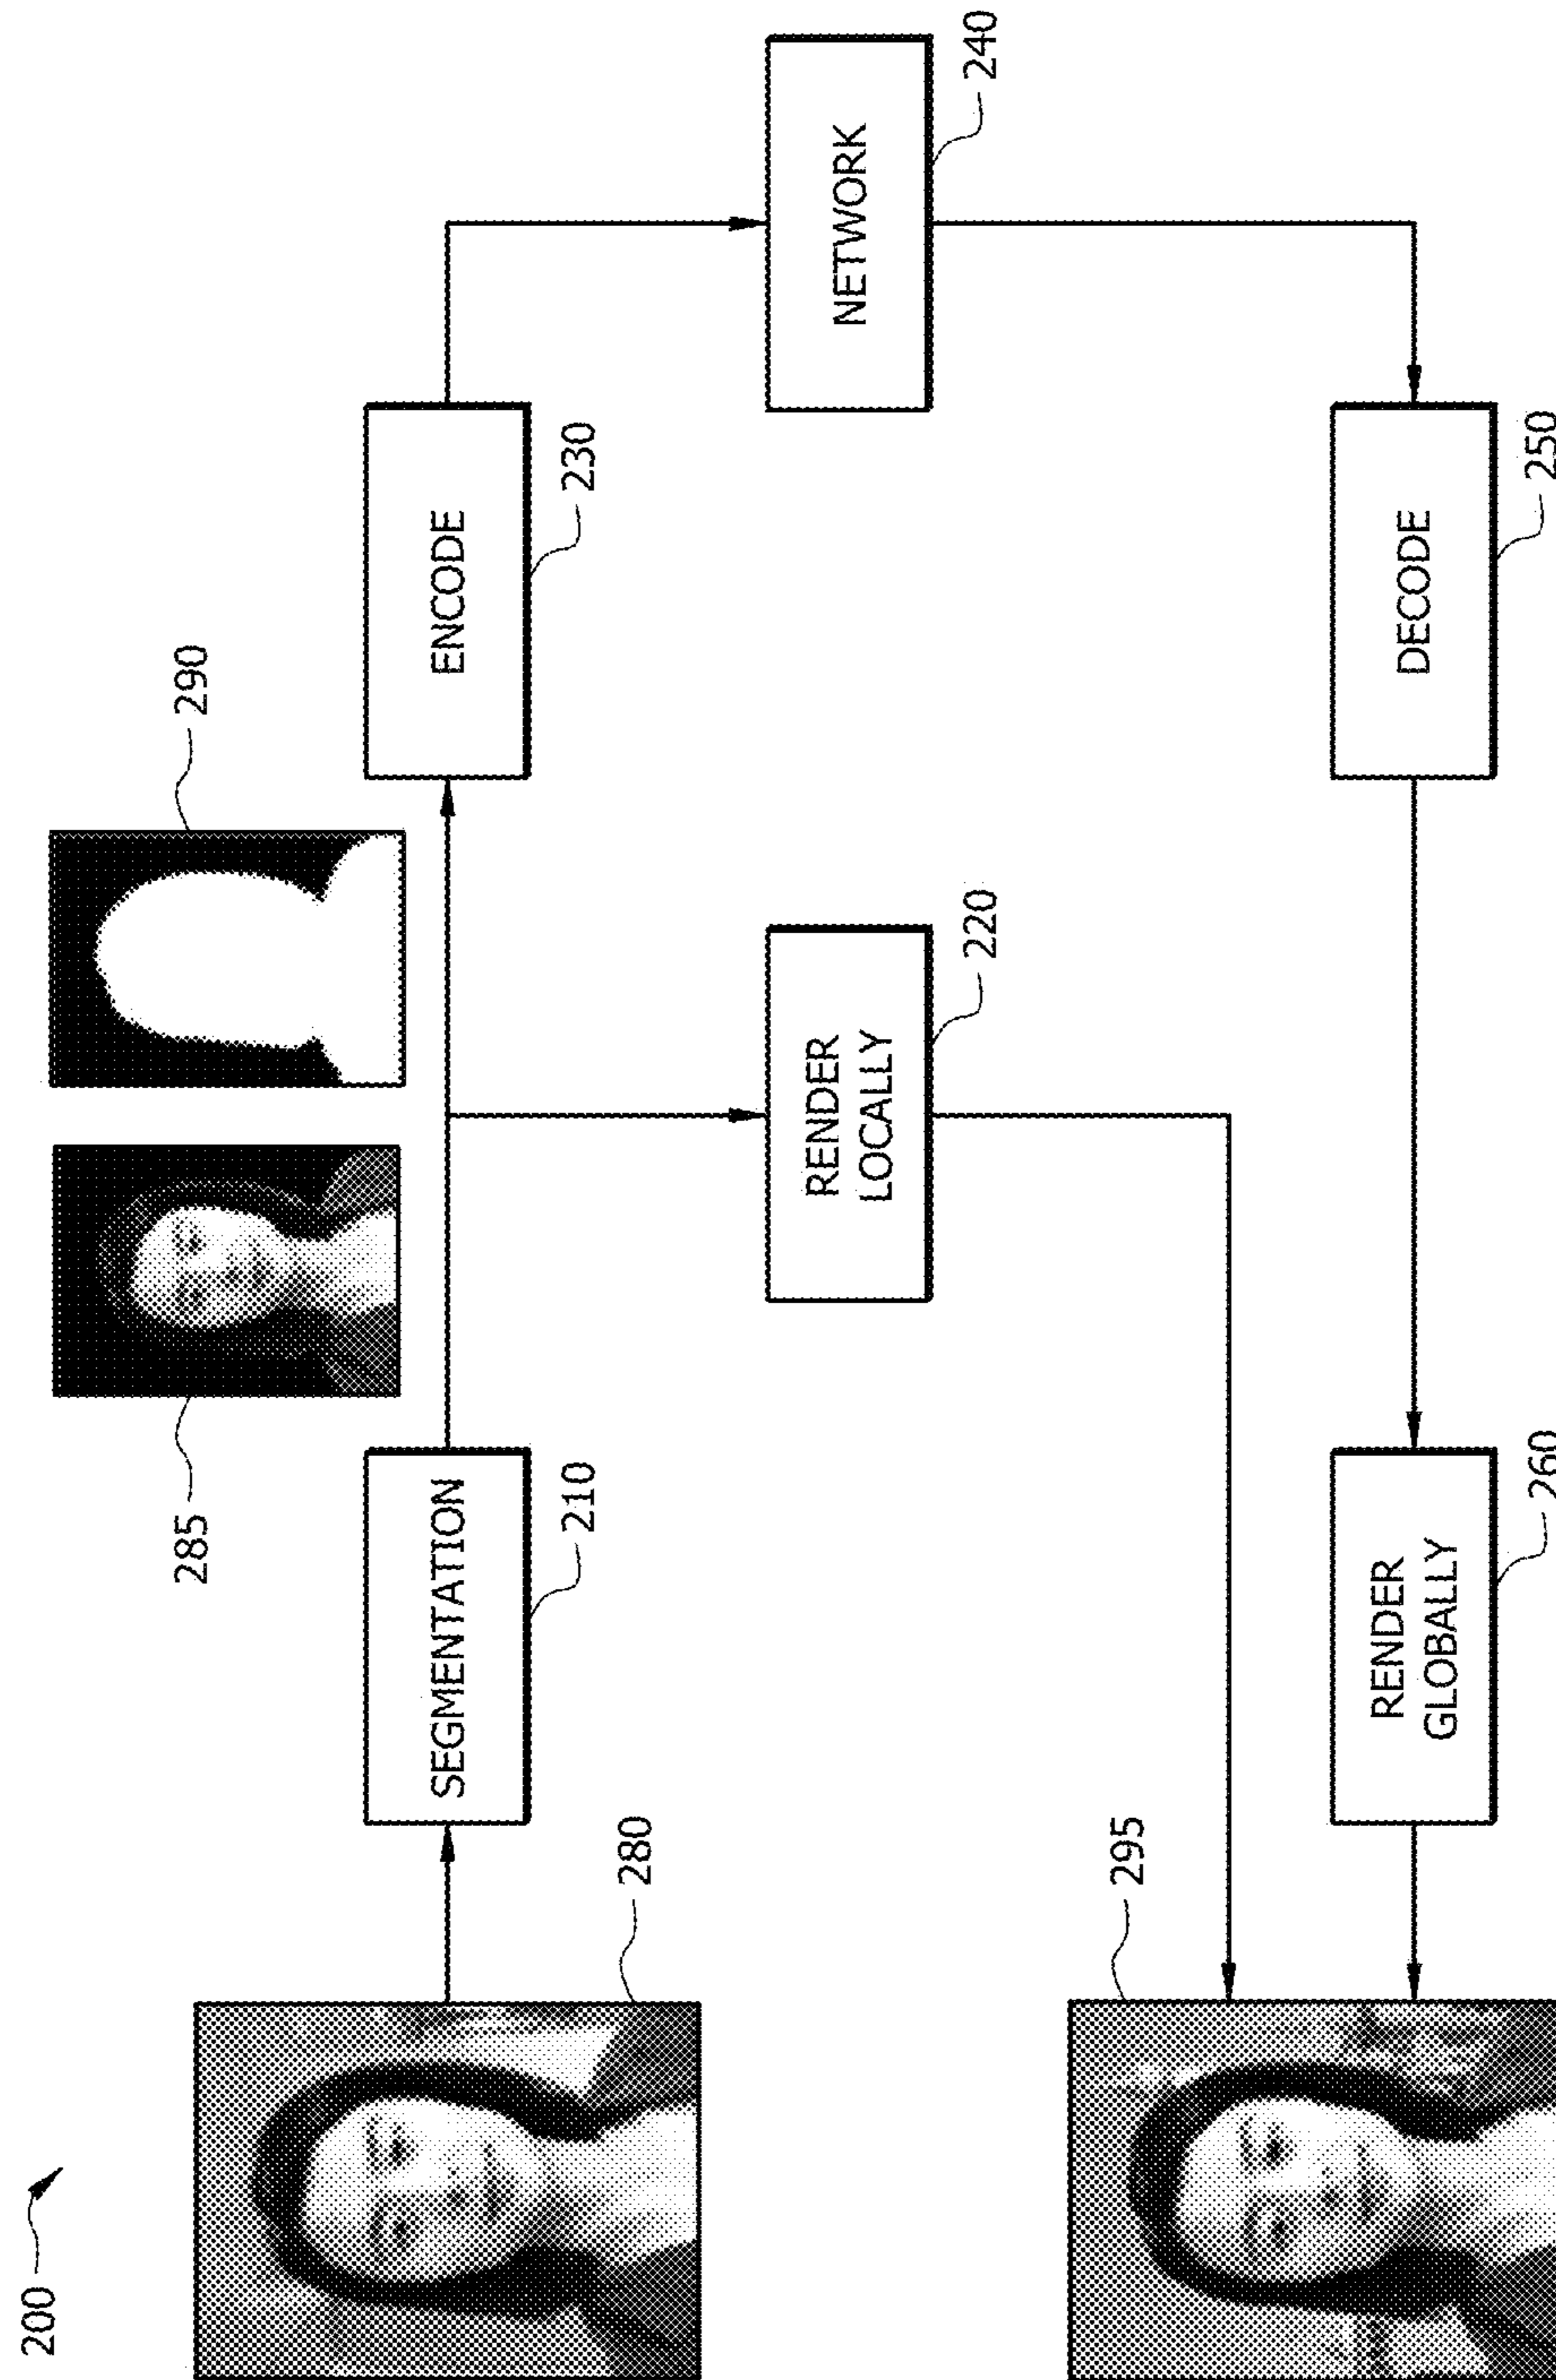 200
285
290
280
SEGMENTATION
210
ENCODE
230
RENDER
LOCALLY
220
NETWORK
240
295
RENDER
GLOBALLY
260
DECODE
250